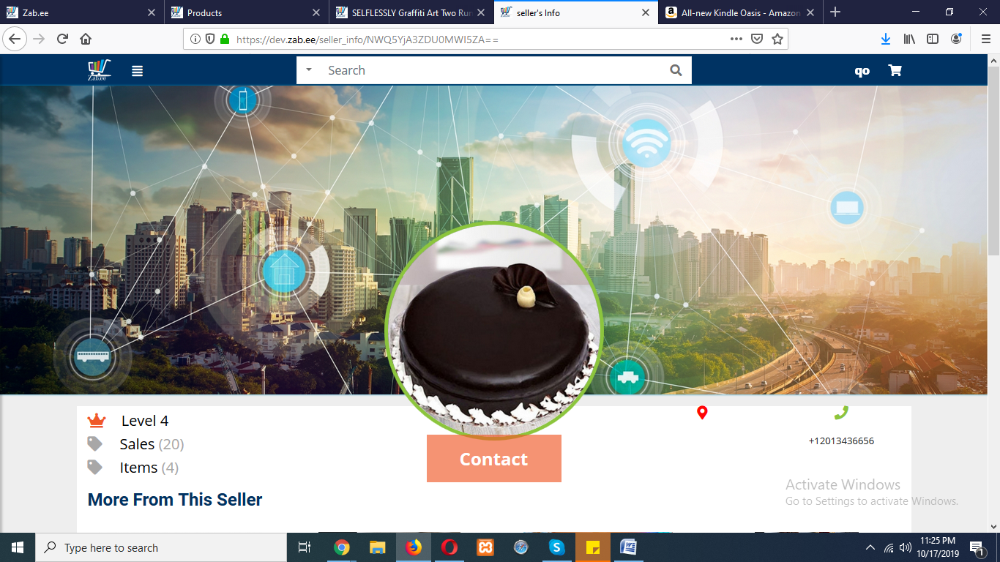 Zab.ee
Products
SELFLESSLY Graffiti Art Two Run
seller's Info
All-new Kindle Oasis - Amazon
https://dev.zab.ee/seller_info/NWQ5YjA3ZDU0MWI5ZA==
Zab.ee
Search
qo
Level 4
Sales (20)
Items (4)
Contact
+12013436656
More From This Seller
Activate Windows
Go to Settings to activate Windows.
Type here to search
11:25 PM
10/17/2019
1